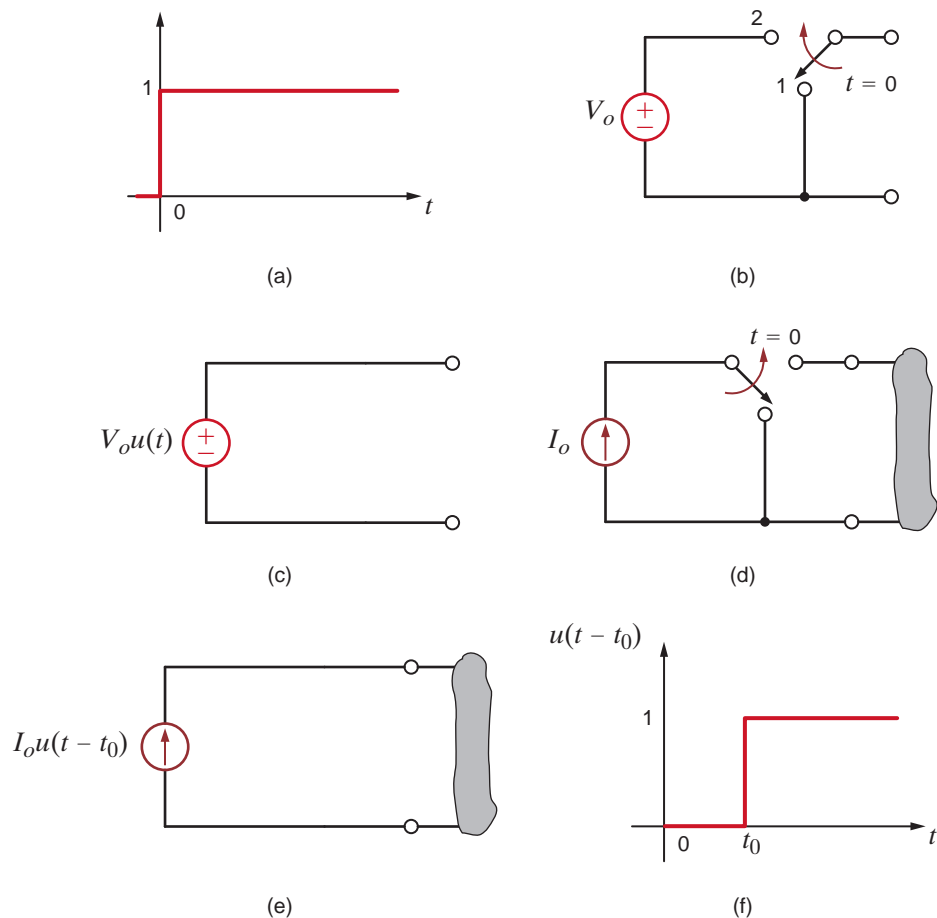 1
0
t
(a)
2
1
t = 0
V_o
+
−
(b)
V_o u(t)
+
−
(c)
t = 0
I_o
(d)
I_o u(t − t_0)
(e)
u(t − t_0)
1
0
t_0
t
(f)